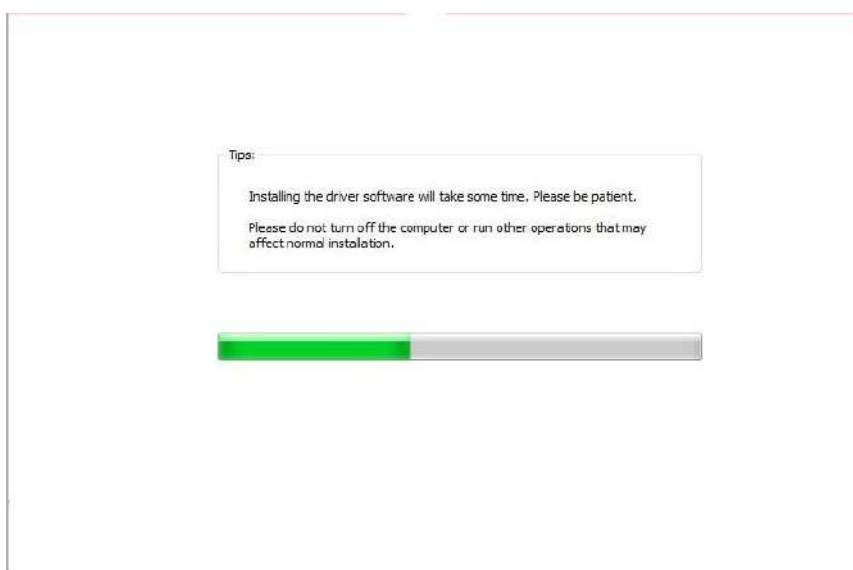 Tips:
Installing the driver software will take some time. Please be patient.
Please do not turn off the computer or run other operations that may
affect normal installation.